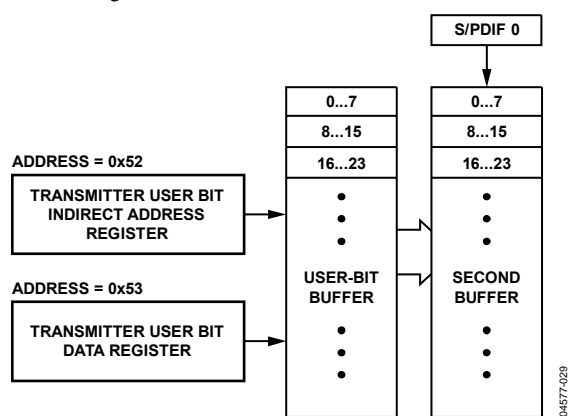 S/PDIF 0
0...7
0...7
8...15
8...15
16...23
16...23
ADDRESS = 0x52
TRANSMITTER USER BIT
INDIRECT ADDRESS
REGISTER
ADDRESS = 0x53
TRANSMITTER USER BIT
DATA REGISTER
USER-BIT
BUFFER
SECOND
BUFFER
04577-029